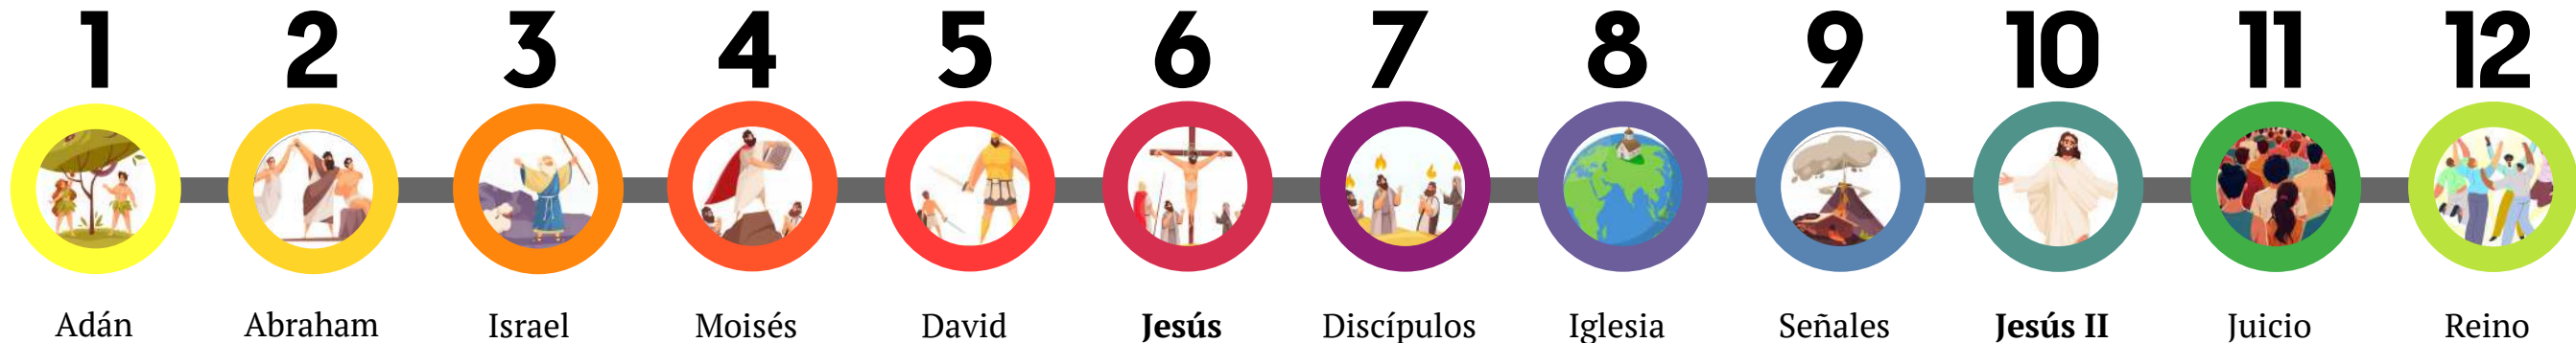 1 2 3 4 5 6 7 8 9 10 11 12
Adán Abraham Israel Moisés David Jesús Discípulos Iglesia Señales Jesús II Juicio Reino